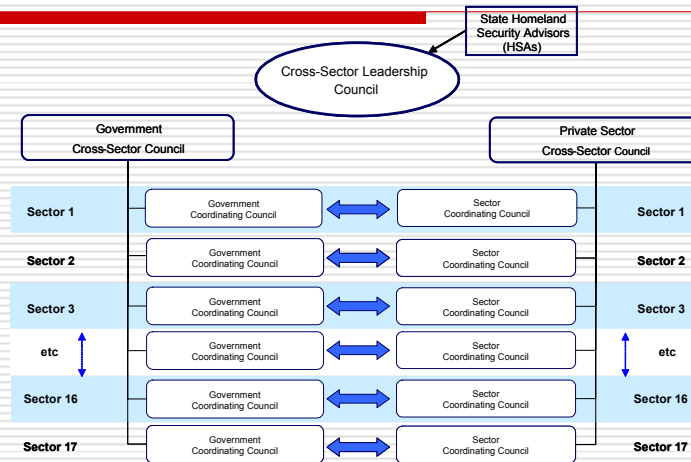 State Homeland
Security Advisors
(HSAs)
Cross-Sector Leadership
Council
Government
Cross-Sector Council
Private Sector
Cross-Sector Council
Sector 1
Government
Coordinating Council
Sector
Coordinating Council
Sector 1
Sector 2
Government
Coordinating Council
Sector
Coordinating Council
Sector 2
Sector 3
Government
Coordinating Council
Sector
Coordinating Council
Sector 3
etc
Government
Coordinating Council
Sector
Coordinating Council
etc
Sector 16
Government
Coordinating Council
Sector
Coordinating Council
Sector 16
Sector 17
Government
Coordinating Council
Sector
Coordinating Council
Sector 17